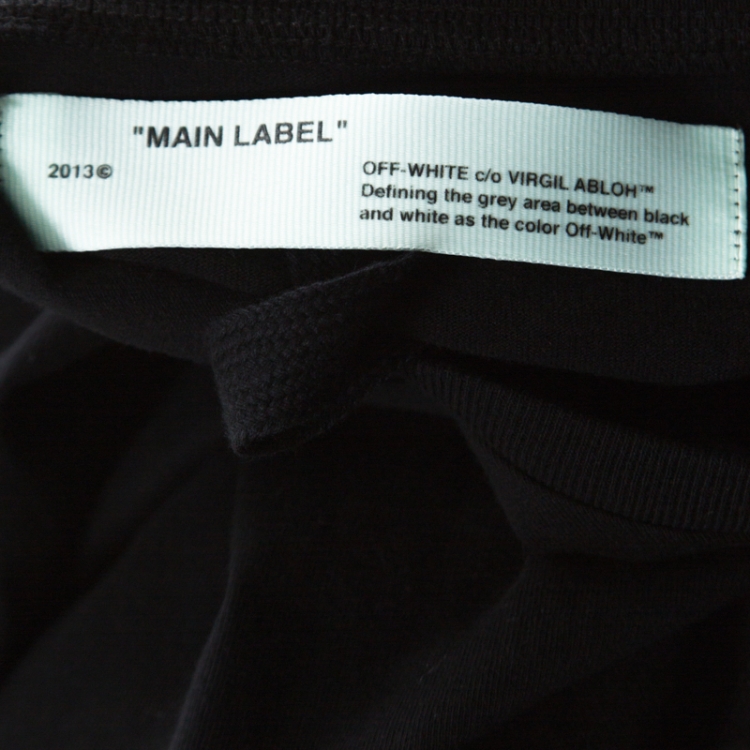 "MAIN LABEL"
2013©
OFF-WHITE c/o VIRGIL ABLOH™
Defining the grey area between black
and white as the color Off-White™